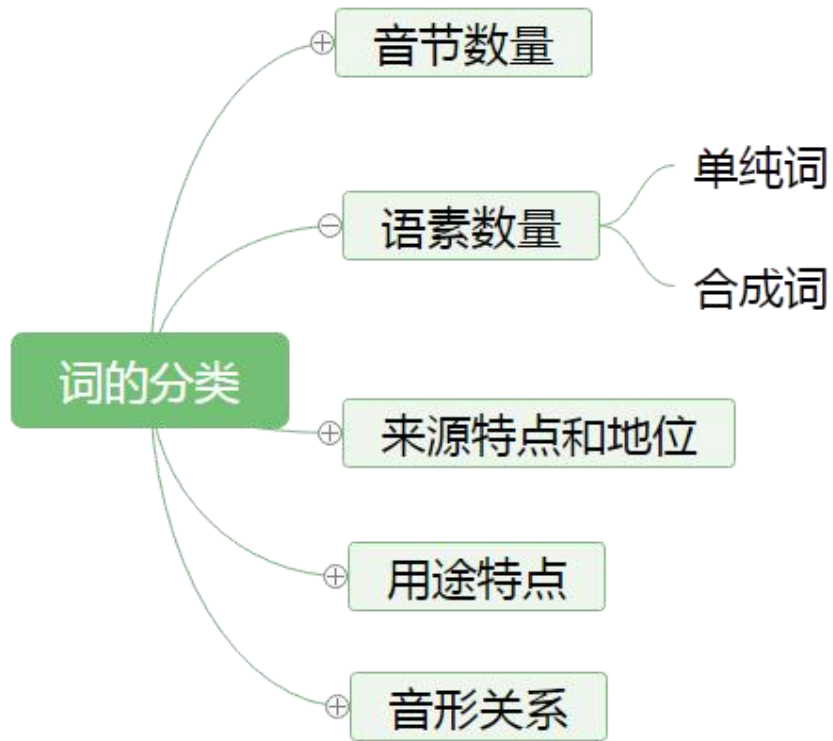 音节数量
单纯词
语素数量
合成词
词的分类
来源特点和地位
用途特点
音形关系